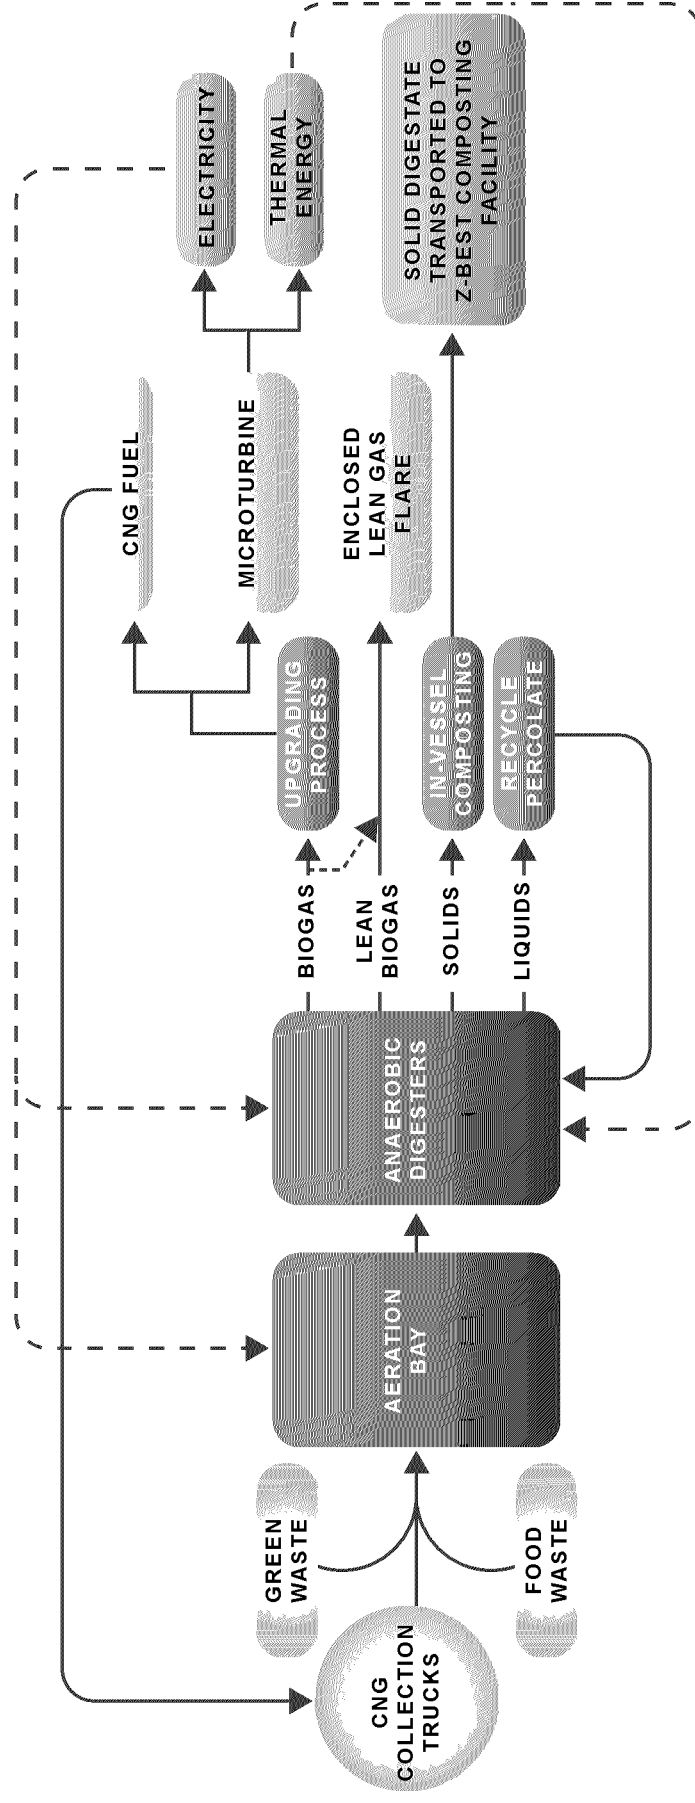 CNG
COLLECTION
TRUCKS
GREEN
WASTE
FOOD
WASTE
AERATION
BAY
ANAEROBIC
DIGESTERS
BIOGAS
LEAN
BIOGAS
SOLIDS
LIQUIDS
UPGRADING
PROCESS
IN-VESSEL
COMPOSTING
RECYCLE
PERCOLATE
CNG FUEL
MICROTURBINE
ENCLOSED
LEAN GAS
FLARE
ELECTRICITY
THERMAL
ENERGY
SOLID DIGESTATE
TRANSPORTED TO
Z-BEST COMPOSTING
FACILITY